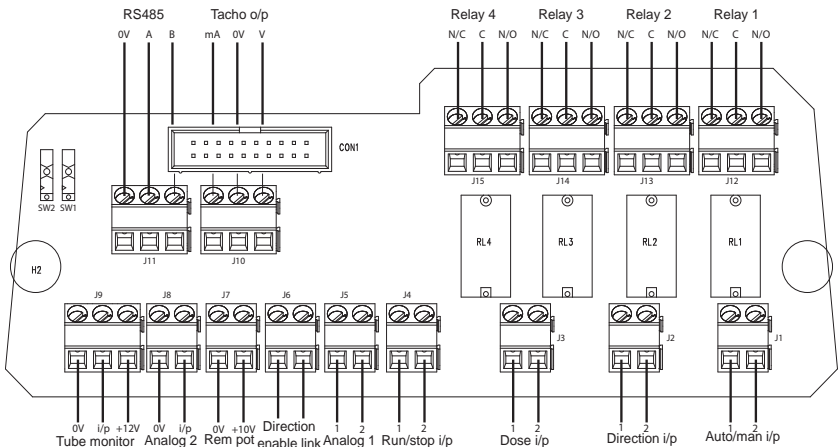 RS485 Tacho o/p Relay 4 Relay 3 Relay 2 Relay 1
0V A B mA 0V V N/C C N/O N/C C N/O N/C C N/O N/C C N/O
CON1
J15 J14 J13 J12
SW2 SW1
J11 J10
RL4 RL3 RL2 RL1
H2
J9 J8 J7 J6 J5 J4
J3 J2 J1
0V i/p +12V 0V i/p 0V +10V 1 2 1 2 1 2 1 2 1 2
Tube monitor Analog 2 Rem pot Direction enable link Analog 1 Run/stop i/p Dose i/p Direction i/p Auto/man i/p